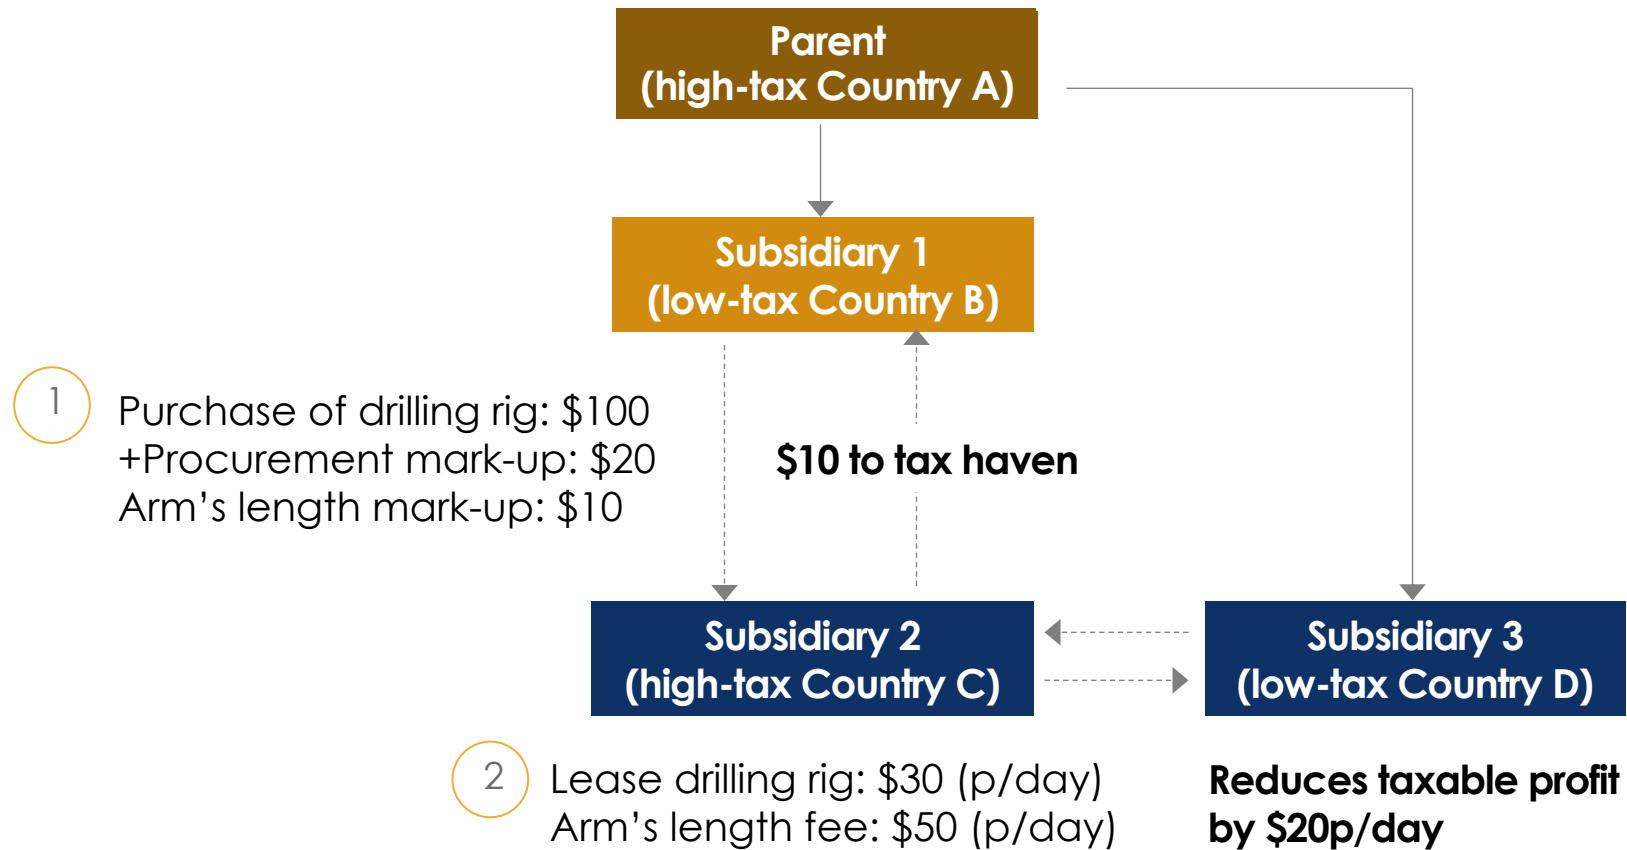 Parent
(high-tax Country A)
Subsidiary 1
(low-tax Country B)
1
Purchase of drilling rig: $100
+Procurement mark-up: $20
Arm’s length mark-up: $10
$10 to tax haven
Subsidiary 2
(high-tax Country C)
Subsidiary 3
(low-tax Country D)
2
Lease drilling rig: $30 (p/day)
Arm’s length fee: $50 (p/day)
Reduces taxable profit
by $20p/day